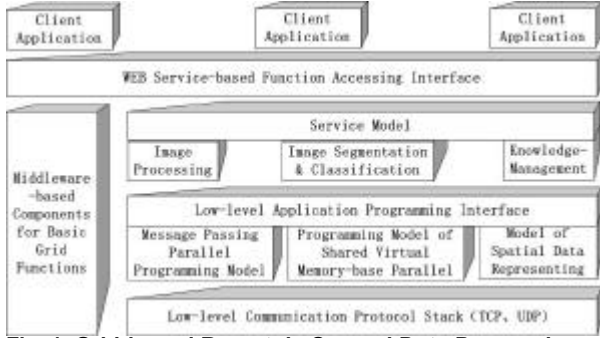 Client
Application
Client
Application
Client
Application
WEB Service-based Function Accessing Interface
Middleware
-based
Components
for Basic
Grid
Functions
Service Model
Image
Processing
Image Segmentation
& Classification
Knowledge-
Management
Low-level Application Programming Interface
Message Passing
Parallel
Programming Model
Programming Model of
Shared Virtual
Memory-base Parallel
Model of
Spatial Data
Representing
Low-level Communication Protocol Stack (TCP、UDP)